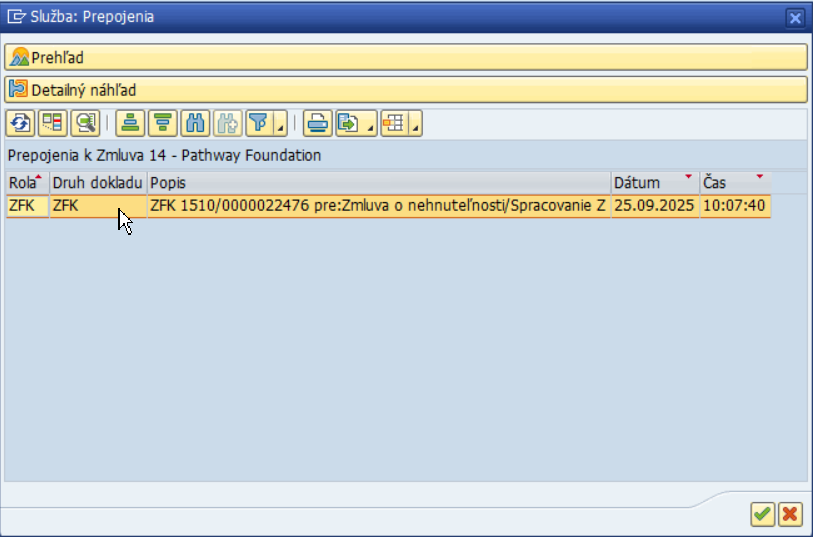 Služba: Prepojenia
Prehľad
Detailný náhľad
Prepojenia k Zmluva 14 - Pathway Foundation
Rola Druh dokladu Popis Dátum Čas
ZFK ZFK ZFK 1510/0000022476 pre:Zmluva o nehnuteľnosti/Spracovanie Z 25.09.2025 10:07:40